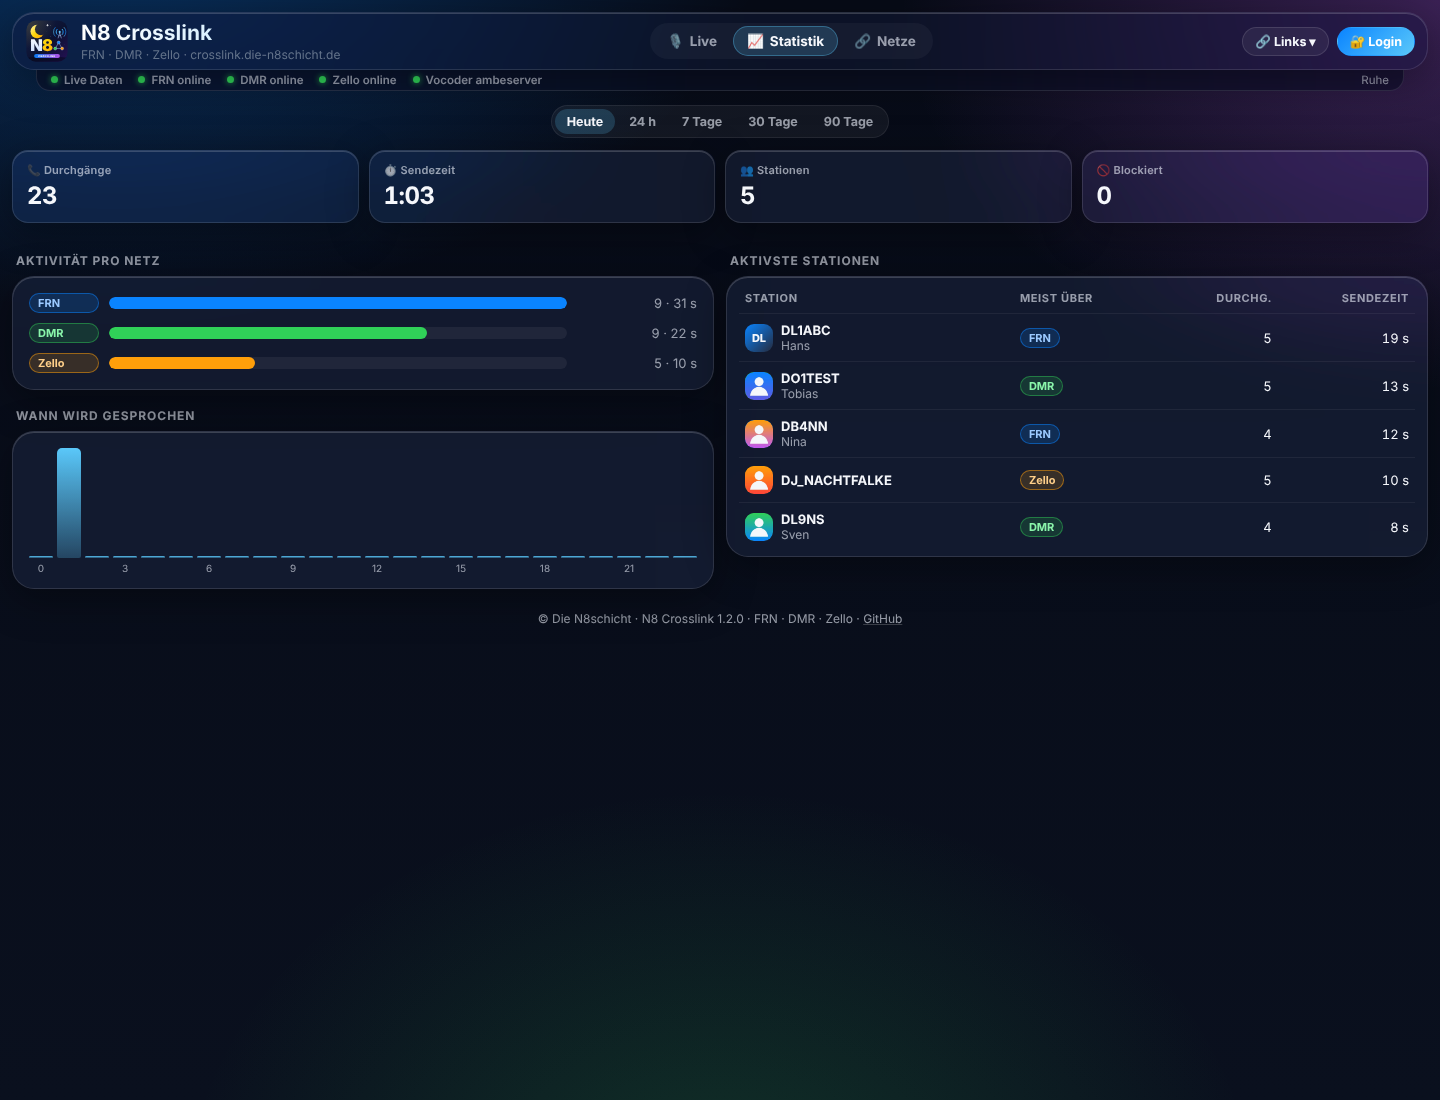 N8
N8 Crosslink
FRN · DMR · Zello · crosslink.die-n8schicht.de
Live
Statistik
Netze
Links ▾
Login
Live Daten
FRN online
DMR online
Zello online
Vocoder ambeserver
Ruhe
Heute
24 h
7 Tage
30 Tage
90 Tage
Durchgänge
23
Sendezeit
1:03
Stationen
5
Blockiert
0
AKTIVITÄT PRO NETZ
FRN 9 · 31 s
DMR 9 · 22 s
Zello 5 · 10 s
WANN WIRD GESPROCHEN
0 3 6 9 12 15 18 21
AKTIVSTE STATIONEN
STATION MEIST ÜBER DURCHG. SENDEZEIT
DL DL1ABC FRN 5 19 s
Hans
DO1TEST DMR 5 13 s
Tobias
DB4NN FRN 4 12 s
Nina
DJ_NACHTFALKE Zello 5 10 s
DL9NS DMR 4 8 s
Sven
© Die N8schicht · N8 Crosslink 1.2.0 · FRN · DMR · Zello · GitHub